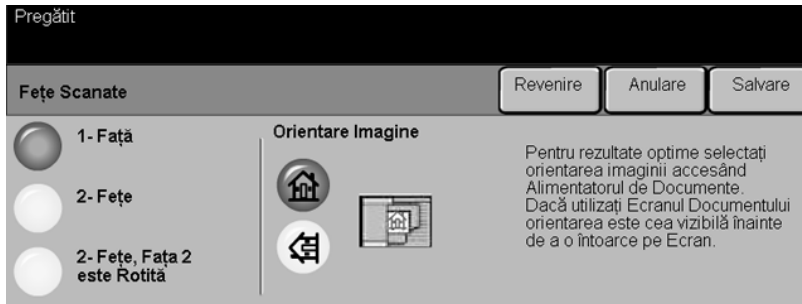 Pregătit
Fețe Scanate
Revenire
Anulare
Salvare
1- Față
2- Fețe
2- Fețe, Fața 2
este Rotită
Orientare Imagine
Pentru rezultate optime selectați
orientarea imaginii accesând
Alimentatorul de Documente.
Dacă utilizați Ecranul Documentului
orientarea este cea vizibilă înainte
de a o întoarce pe Ecran.